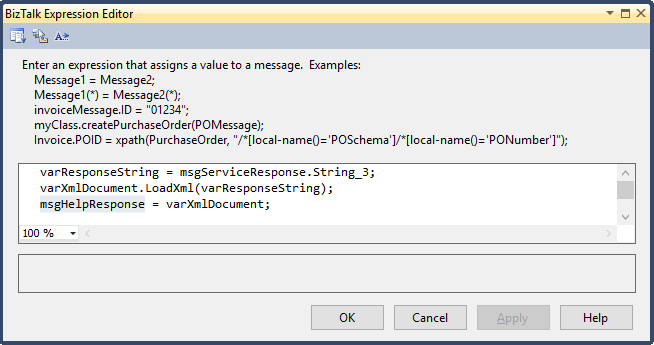 BizTalk Expression Editor
A
Enter an expression that assigns a value to a message.  Examples:
Message1 = Message2;
Message1(*) = Message2(*);
invoiceMessage.ID = "01234";
myClass.createPurchaseOrder(POMessage);
Invoice.POID = xpath(PurchaseOrder, "/*[local-name()='POSchema']/*[local-name()='PONumber']");
varResponseString = msgServiceResponse.String_3;
varXmlDocument.LoadXml(varResponseString);
msgHelpResponse = varXmlDocument;
100 %
OK Cancel Apply Help